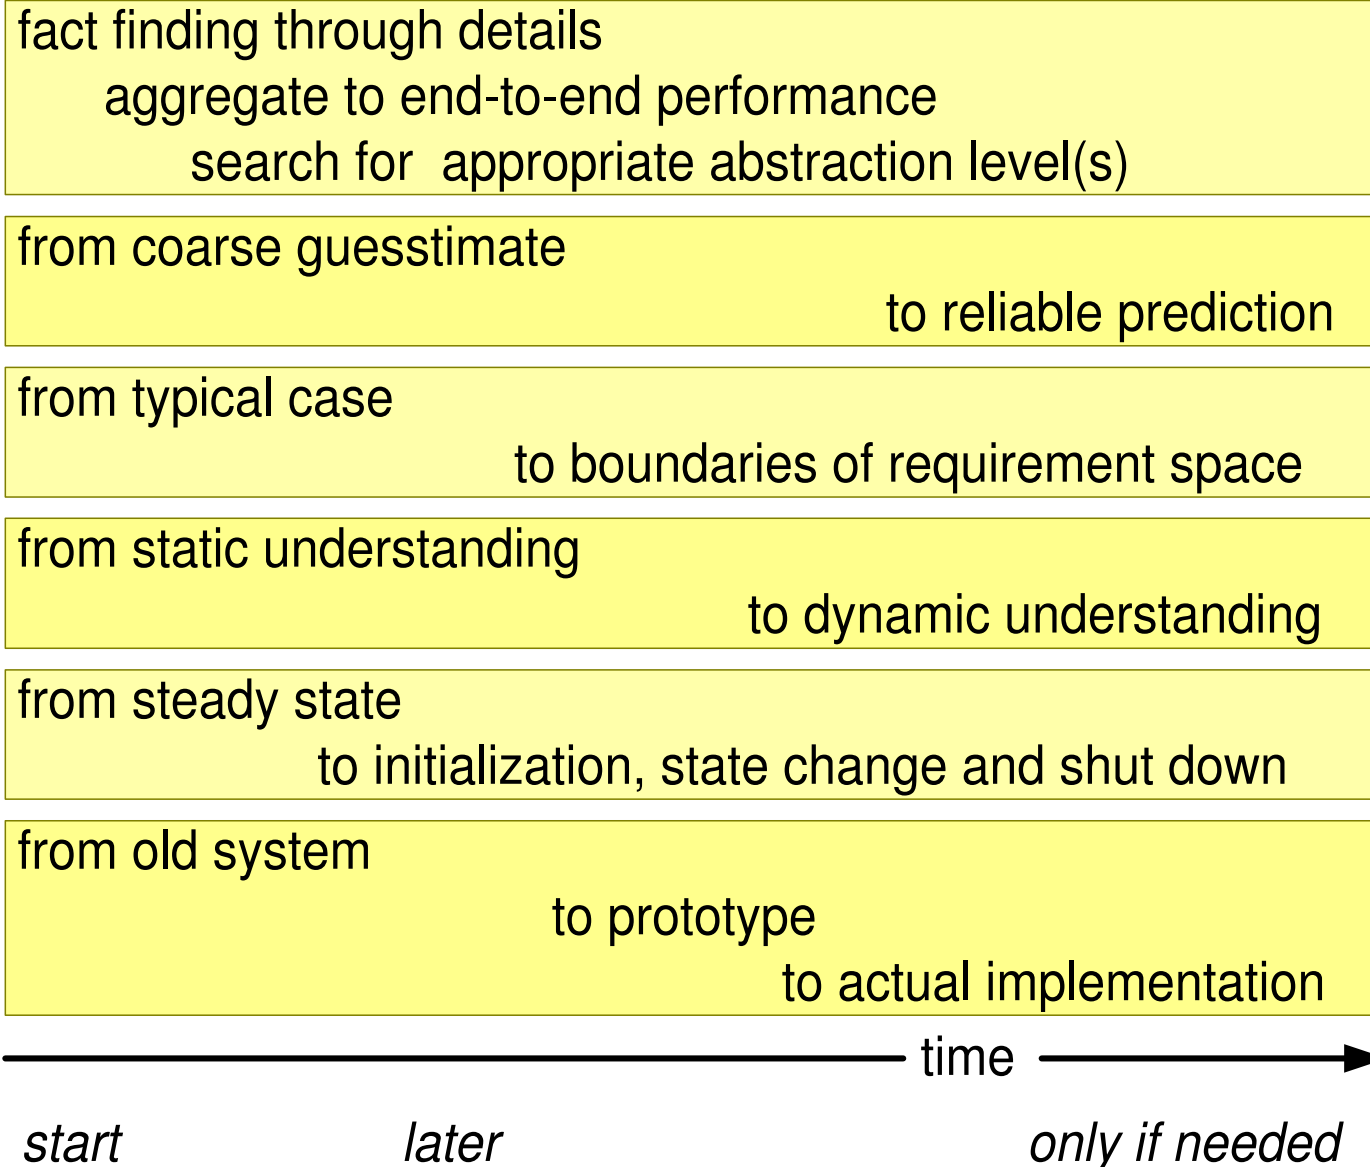 fact finding through details
aggregate to end-to-end performance
search for appropriate abstraction level(s)
from coarse guesstimate
to reliable prediction
from typical case
to boundaries of requirement space
from static understanding
to dynamic understanding
from steady state
to initialization, state change and shut down
from old system
to prototype
to actual implementation
time
start later only if needed